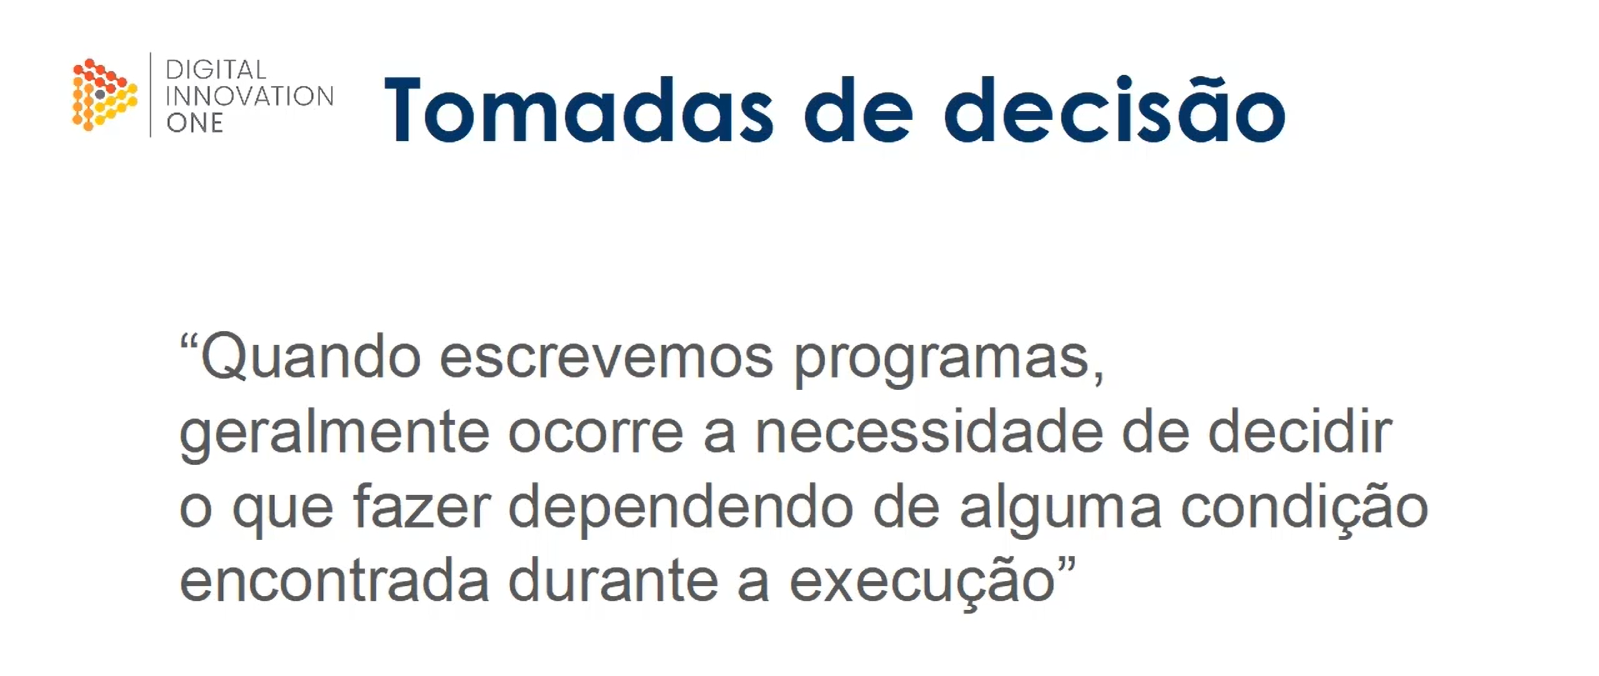 DIGITAL
INNOVATION
ONE
Tomadas de decisão
“Quando escrevemos programas,
geralmente ocorre a necessidade de decidir
o que fazer dependendo de alguma condição
encontrada durante a execução”